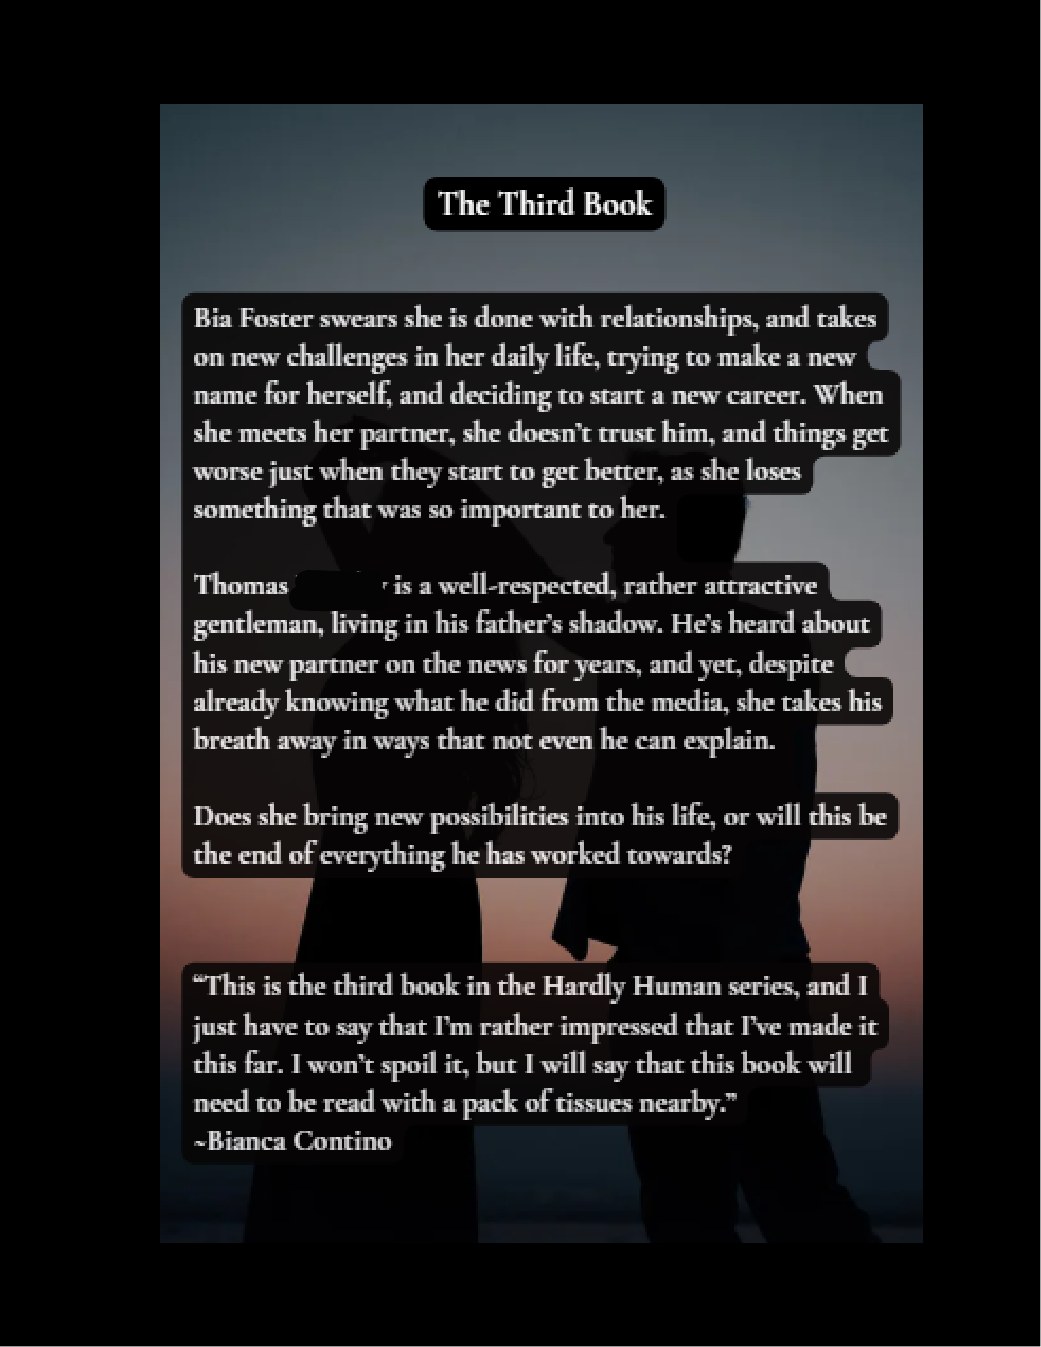 The Third Book
Bia Foster swears she is done with relationships, and takes
on new challenges in her daily life, trying to make a new
name for herself, and deciding to start a new career. When
she meets her partner, she doesn't trust him, and things get
worse just when they start to get better, as she loses
something that was so important to her.
Thomas is a well-respected, rather attractive
gentleman, living in his father's shadow. He's heard about
his new partner on the news for years, and yet, despite
already knowing what he did from the media, she takes his
breath away in ways that not even he can explain.
Does she bring new possibilities into his life, or will this be
the end of everything he has worked towards?
“This is the third book in the Hardly Human series, and I
just have to say that I'm rather impressed that I've made it
this far. I won't spoil it, but I will say that this book will
need to be read with a pack of tissues nearby.”
~Bianca Contino